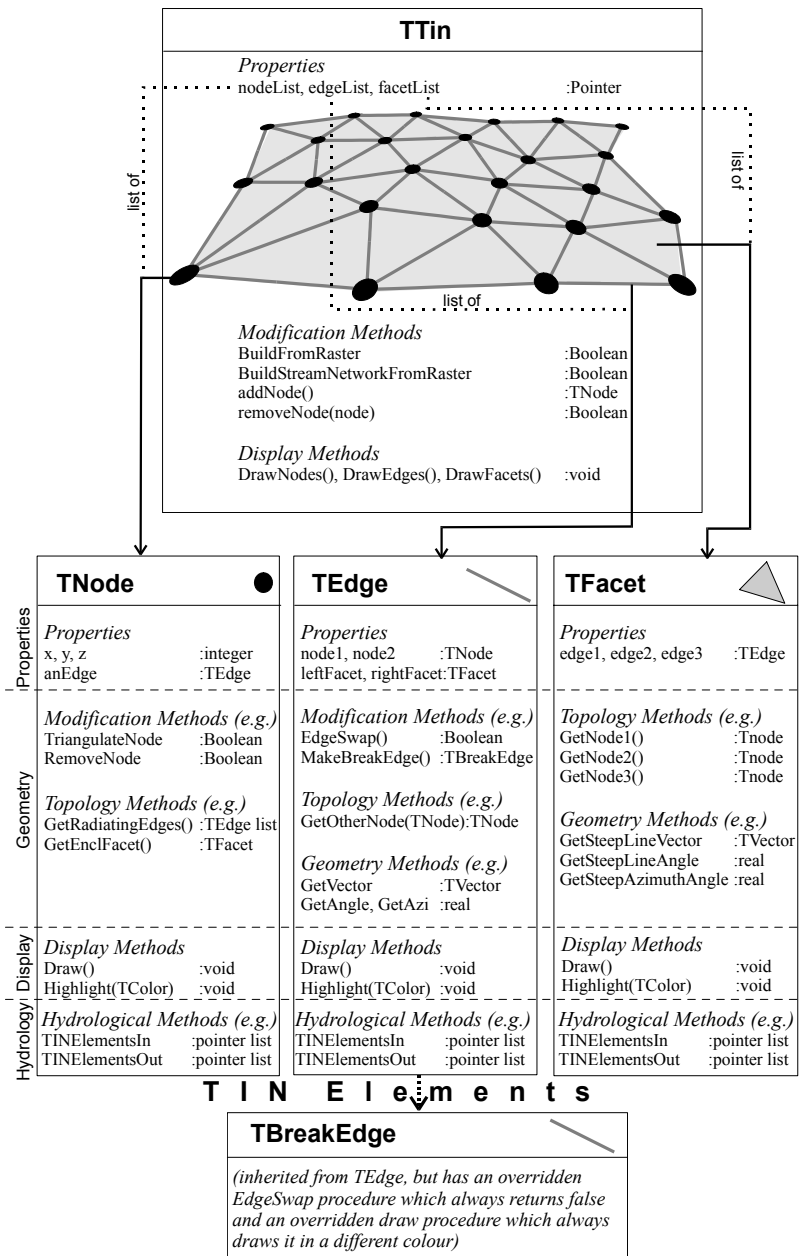 TTin
Properties
nodeList, edgeList, facetList :Pointer
list of
list of
list of
Modification Methods
BuildFromRaster :Boolean
BuildStreamNetworkFromRaster :Boolean
addNode() :TNode
removeNode(node) :Boolean
Display Methods
DrawNodes(), DrawEdges(), DrawFacets() :void
Properties
Geometry
Display
Hydrology
TNode
Properties
x, y, z :integer
anEdge :TEdge
Modification Methods (e.g.)
TriangulateNode :Boolean
RemoveNode :Boolean
Topology Methods (e.g.)
GetRadiatingEdges() :TEdge list
GetEnclFacet() :TFacet
Display Methods
Draw() :void
Highlight(TColor) :void
Hydrological Methods (e.g.)
TINElementsIn :pointer list
TINElementsOut :pointer list
TEdge
Properties
node1, node2 :TNode
leftFacet, rightFacet:TFacet
Modification Methods (e.g.)
EdgeSwap() :Boolean
MakeBreakEdge() :TBreakEdge
Topology Methods (e.g.)
GetOtherNode(TNode):TNode
Geometry Methods (e.g.)
GetVector :TVector
GetAngle, GetAzi :real
Display Methods
Draw() :void
Highlight(TColor) :void
Hydrological Methods (e.g.)
TINElementsIn :pointer list
TINElementsOut :pointer list
TFacet
Properties
edge1, edge2, edge3 :TEdge
Topology Methods (e.g.)
GetNode1() :Tnode
GetNode2() :Tnode
GetNode3() :Tnode
Geometry Methods (e.g.)
GetSteepLineVector :TVector
GetSteepLineAngle :real
GetSteepAzimuthAngle :real
Display Methods
Draw() :void
Highlight(TColor) :void
Hydrological Methods (e.g.)
TINElementsIn :pointer list
TINElementsOut :pointer list
TIN Elements
TBreakEdge
(inherited from TEdge, but has an overridden
EdgeSwap procedure which always returns false
and an overridden draw procedure which always
draws it in a different colour)